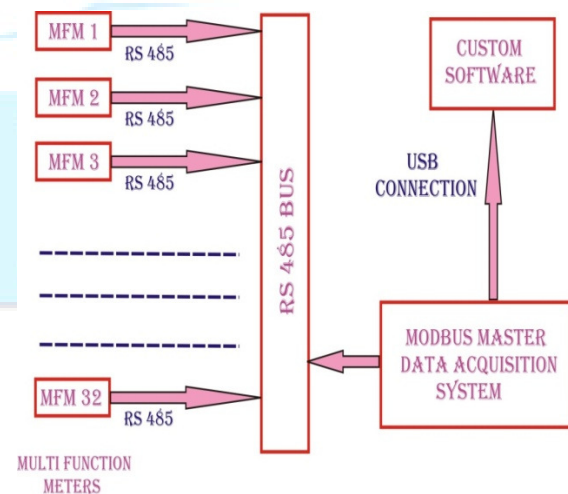 MFM 1
RS 485
MFM 2
RS 485
MFM 3
RS 485
MFM 32
RS 485
MULTI FUNCTION
METERS
RS 485 BUS
CUSTOM
SOFTWARE
USB
CONNECTION
MODBUS MASTER
DATA ACQUISITION
SYSTEM